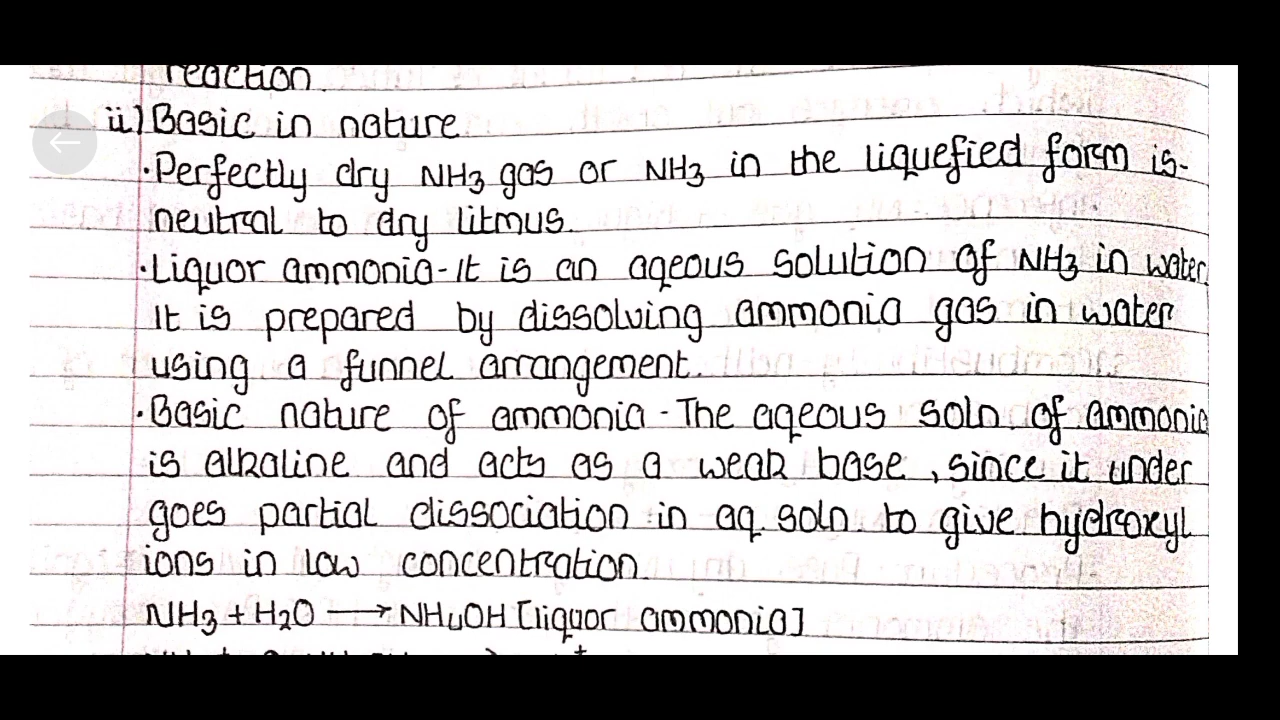 reaction.
ii) Basic in nature
·Perfectly dry NH3 gas or NH3 in the liquefied form is-
neutral to dry litmus.
·Liquor ammonia-It is an aqeous solution of NH3 in water.
It is prepared by dissolving ammonia gas in water
using a funnel arrangement.
·Basic nature of ammonia - The aqeous soln. of ammonia
is alkaline and acts as a weak base, since it under
goes partial dissociation in aq. soln to give hydroxyl
ions in low concentration.
NH3 + H2O ⟶ NH4OH [liquor ammonia]